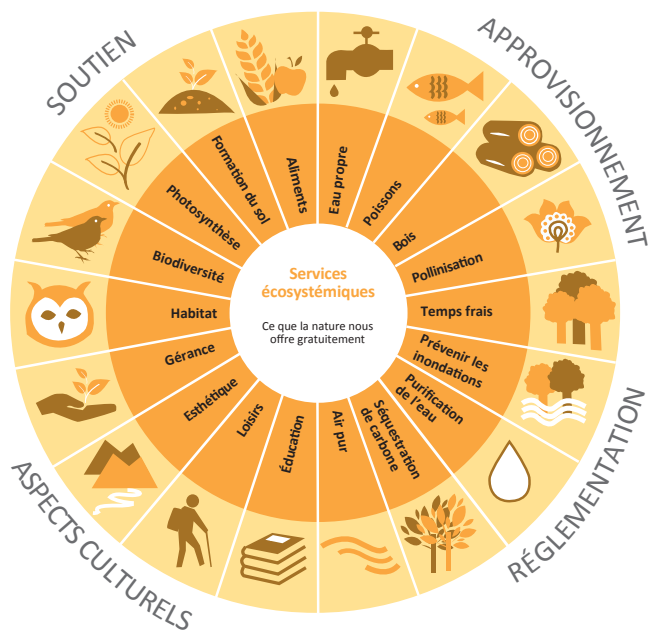 SOUTIEN
APPROVISIONNEMENT
RÉGLEMENTATION
ASPECTS CULTURELS
Aliments
Eau propre
Poissons
Bois
Pollinisation
Temps frais
Prévenir les
inondations
Purification
de l'eau
Séquestration
de carbone
Air pur
Éducation
Loisirs
Esthétique
Gérance
Habitat
Biodiversité
Photosynthèse
Formation du sol
Services
écosystémiques
Ce que la nature nous
offre gratuitement